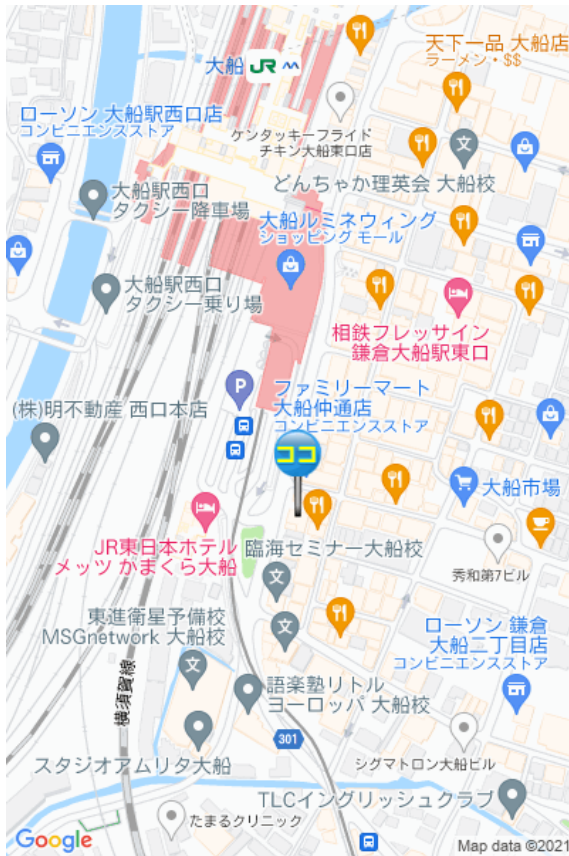 天下一品 大船店
ラーメン・$$
大船 JR
ローソン 大船駅西口店
コンビニエンスストア
ケンタッキーフライド
チキン大船東口店
文
どんちゃか理英会 大船校
大船駅西口
タクシー降車場
大船ルミネウィング
ショッピング モール
大船駅西口
タクシー乗り場
相鉄フレッサイン
鎌倉大船駅東口
P
ファミリーマート
大船仲通店
コンビニエンスストア
(株)明不動産 西口本店
ココ
大船市場
JR東日本ホテル
メッツ かまくら大船
臨海セミナー大船校
文
秀和第7ビル
東進衛星予備校
MSGnetwork 大船校
文
文
ローソン 鎌倉
大船二丁目店
コンビニエンスストア
横須賀線
語楽塾リトル
ヨーロッパ 大船校
301
スタジオアムリタ大船
シグマトロン大船ビル
TLCイングリッシュクラブ
たまるクリニック
Google
Map data ©2021